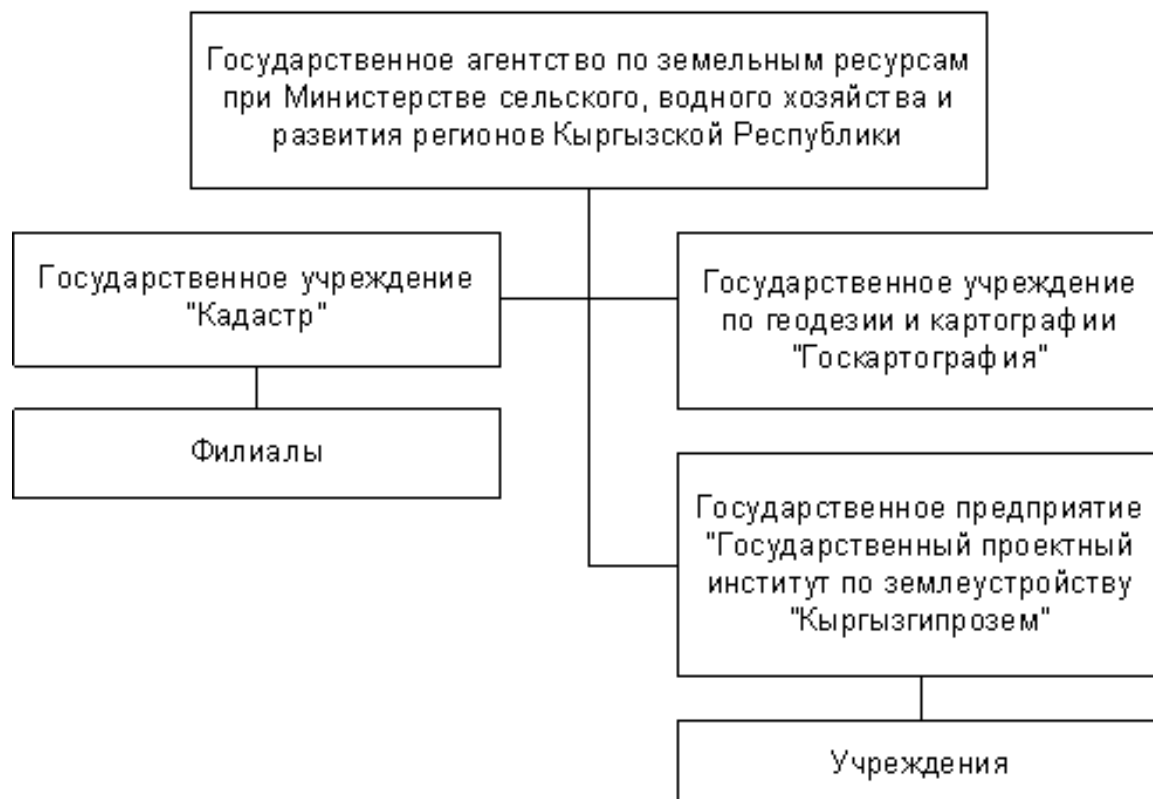 Государственное агентство по земельным ресурсам
при Министерстве сельского, водного хозяйства и
развития регионов Кыргызской Республики
Государственное учреждение
"Кадастр"
Филиалы
Государственное учреждение
по геодезии и картографии
"Госкартография"
Государственное предприятие
"Государственный проектный
институт по землеустройству
"Кыргызгипрозем"
Учреждения